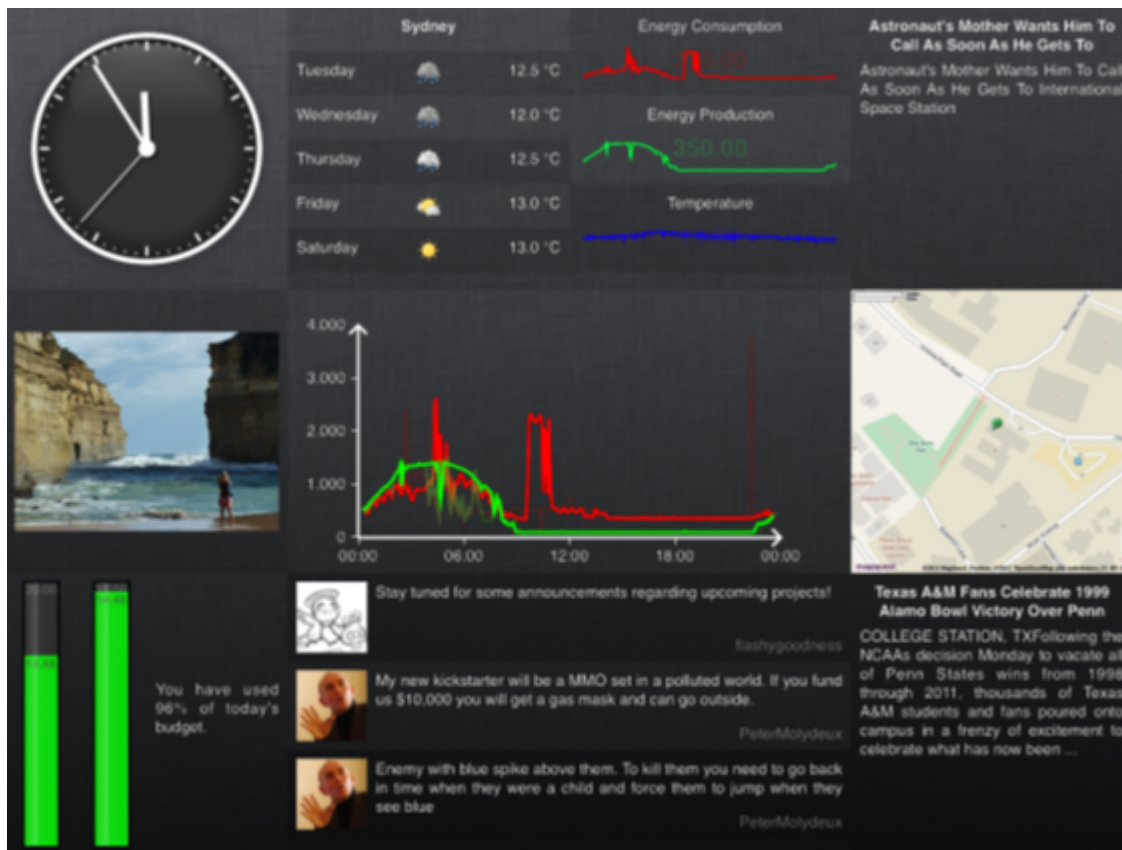 Sydney
Tuesday 12.5 °C
Wednesday 12.0 °C
Thursday 12.5 °C
Friday 13.0 °C
Saturday 13.0 °C
Energy Consumption
Energy Production
350.00
Temperature
Astronaut's Mother Wants Him To
Call As Soon As He Gets To
Astronaut's Mother Wants Him To Call
As Soon As He Gets To International
Space Station
4.000
3.000
2.000
1.000
0
00:00 06:00 12:00 18:00 00:00
20.00
14.46
14.46
You have used
96% of today's
budget.
Stay tuned for some announcements regarding upcoming projects!
flashygoodness
My new kickstarter will be a MMO set in a polluted world. If you fund
us $10,000 you will get a gas mask and can go outside.
PeterMolydeux
Enemy with blue spike above them. To kill them you need to go back
in time when they were a child and force them to jump when they
see blue
PeterMolydeux
Texas A&M Fans Celebrate 1999
Alamo Bowl Victory Over Penn
COLLEGE STATION, TXFollowing the
NCAAs decision Monday to vacate all
of Penn States wins from 1998
through 2011, thousands of Texas
A&M students and fans poured onto
campus in a frenzy of excitement to
celebrate what has now been ...